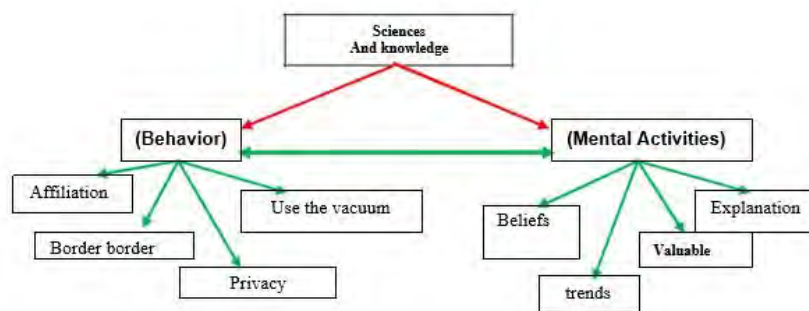 Sciences
And knowledge
(Behavior)
(Mental Activities)
Affiliation
Use the vacuum
Border border
Privacy
Beliefs
Explanation
Valuable
trends